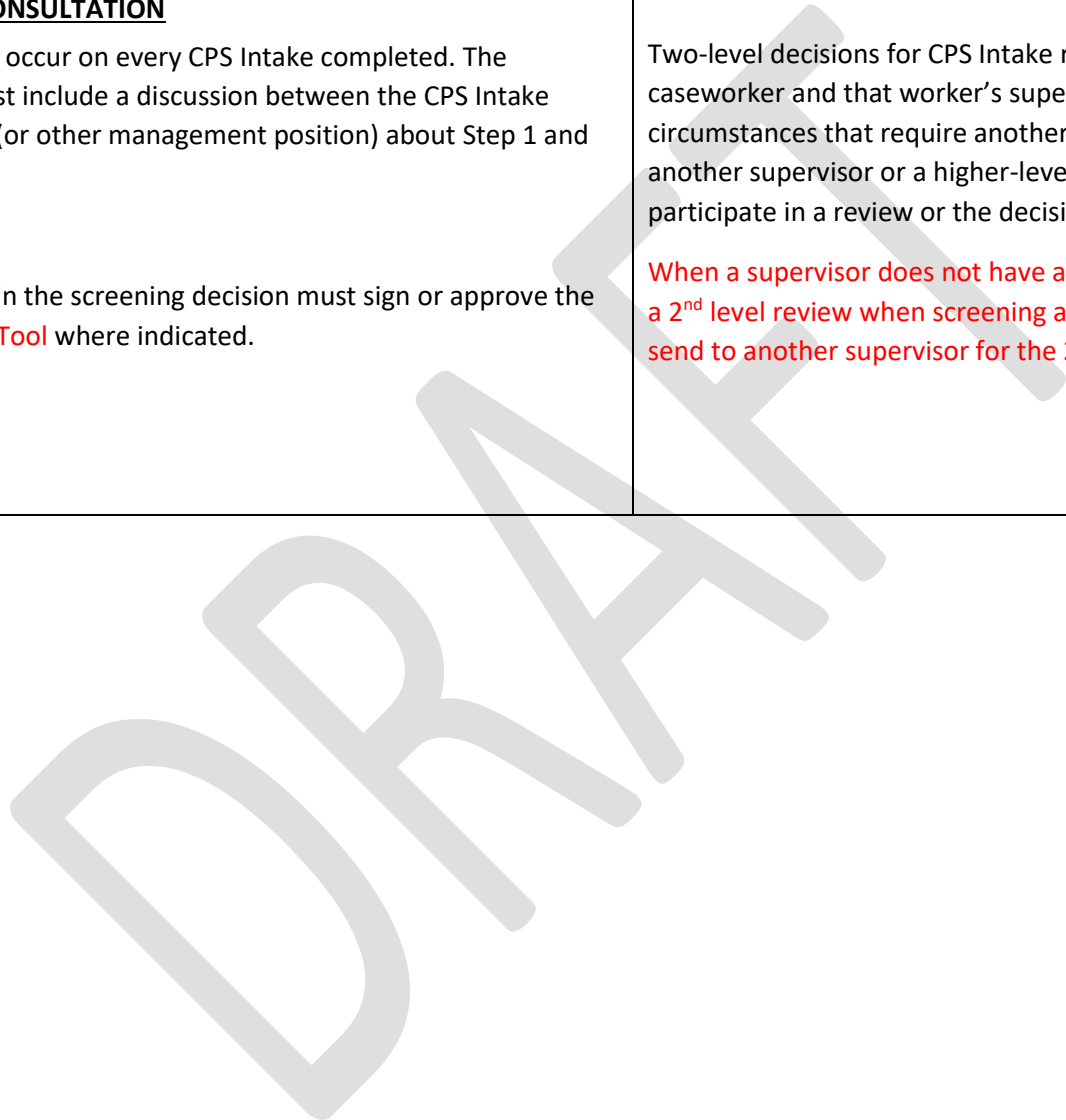 ONSULTATION
occur on every CPS Intake completed. The
st include a discussion between the CPS Intake
(or other management position) about Step 1 and
n the screening decision must sign or approve the
Tool where indicated.
Two-level decisions for CPS Intake
caseworker and that worker's supe
circumstances that require another
another supervisor or a higher-leve
participate in a review or the decisi
When a supervisor does not have a
a 2nd level review when screening a
send to another supervisor for the
DRAFT